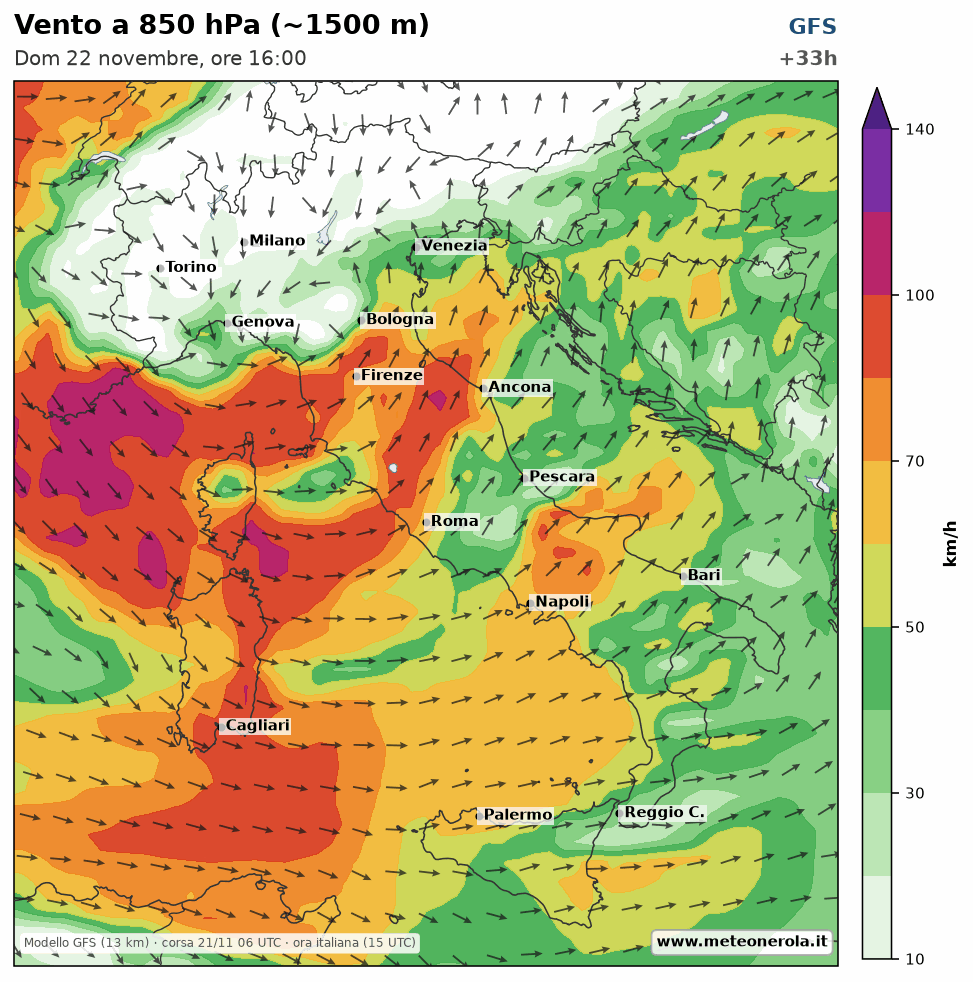 Vento a 850 hPa (~1500 m)
GFS
Dom 22 novembre, ore 16:00
+33h
140
100
70
50
30
10
km/h
Milano
Venezia
Torino
Genova
Bologna
Firenze
Ancona
Pescara
Roma
Bari
Napoli
Cagliari
Palermo
Reggio C.
Modello GFS (13 km) · corsa 21/11 06 UTC · ora italiana (15 UTC)
www.meteonerola.it